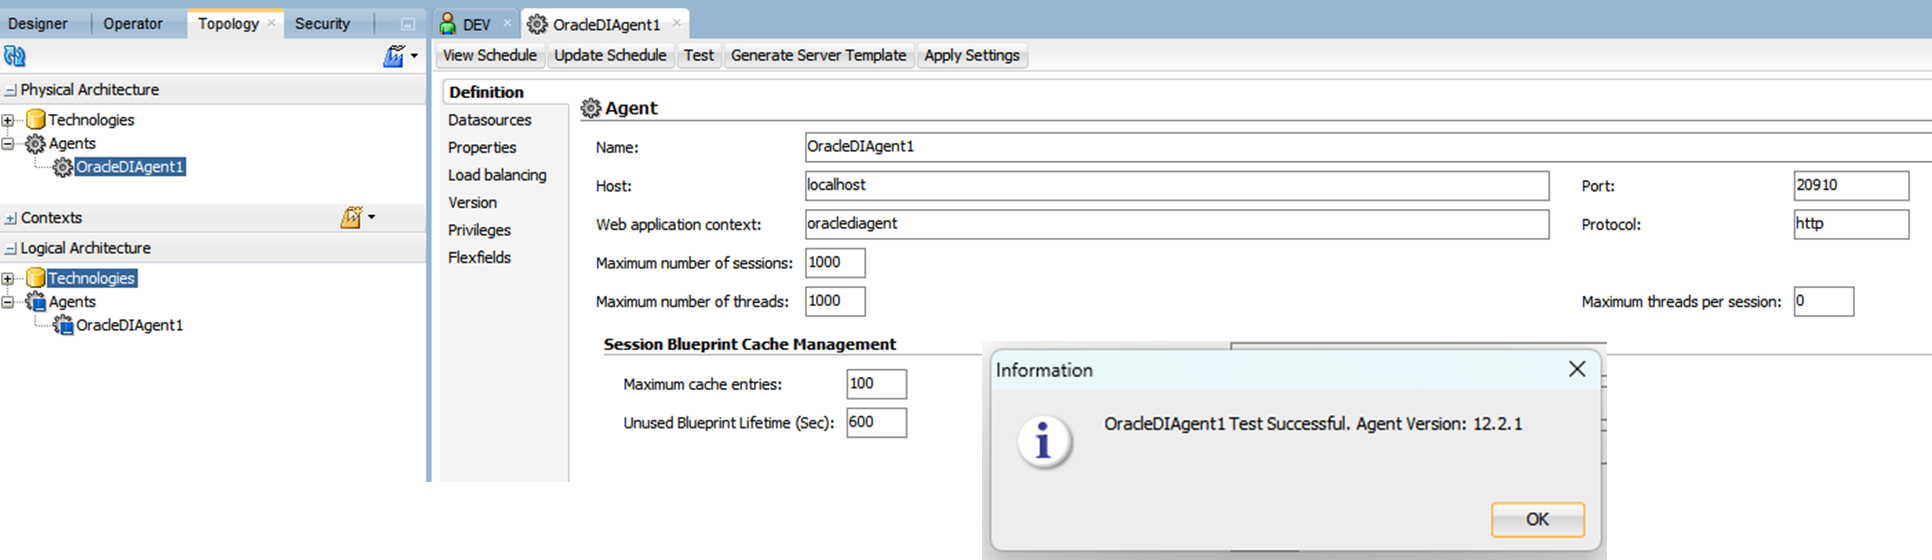 Designer Operator Topology Security
DEV OracleDIAgent1
View Schedule Update Schedule Test Generate Server Template Apply Settings
Physical Architecture
Technologies
Agents
OracleDIAgent1
Contexts
Logical Architecture
Technologies
Agents
OracleDIAgent1
Definition
Datasources
Properties
Load balancing
Version
Privileges
Flexfields
Agent
Name: OracleDIAgent1
Host: localhost Port: 20910
Web application context: oraclediagent Protocol: http
Maximum number of sessions: 1000
Maximum number of threads: 1000 Maximum threads per session: 0
Session Blueprint Cache Management
Maximum cache entries: 100
Unused Blueprint Lifetime (Sec): 600
Information
OracleDIAgent1 Test Successful. Agent Version: 12.2.1
OK